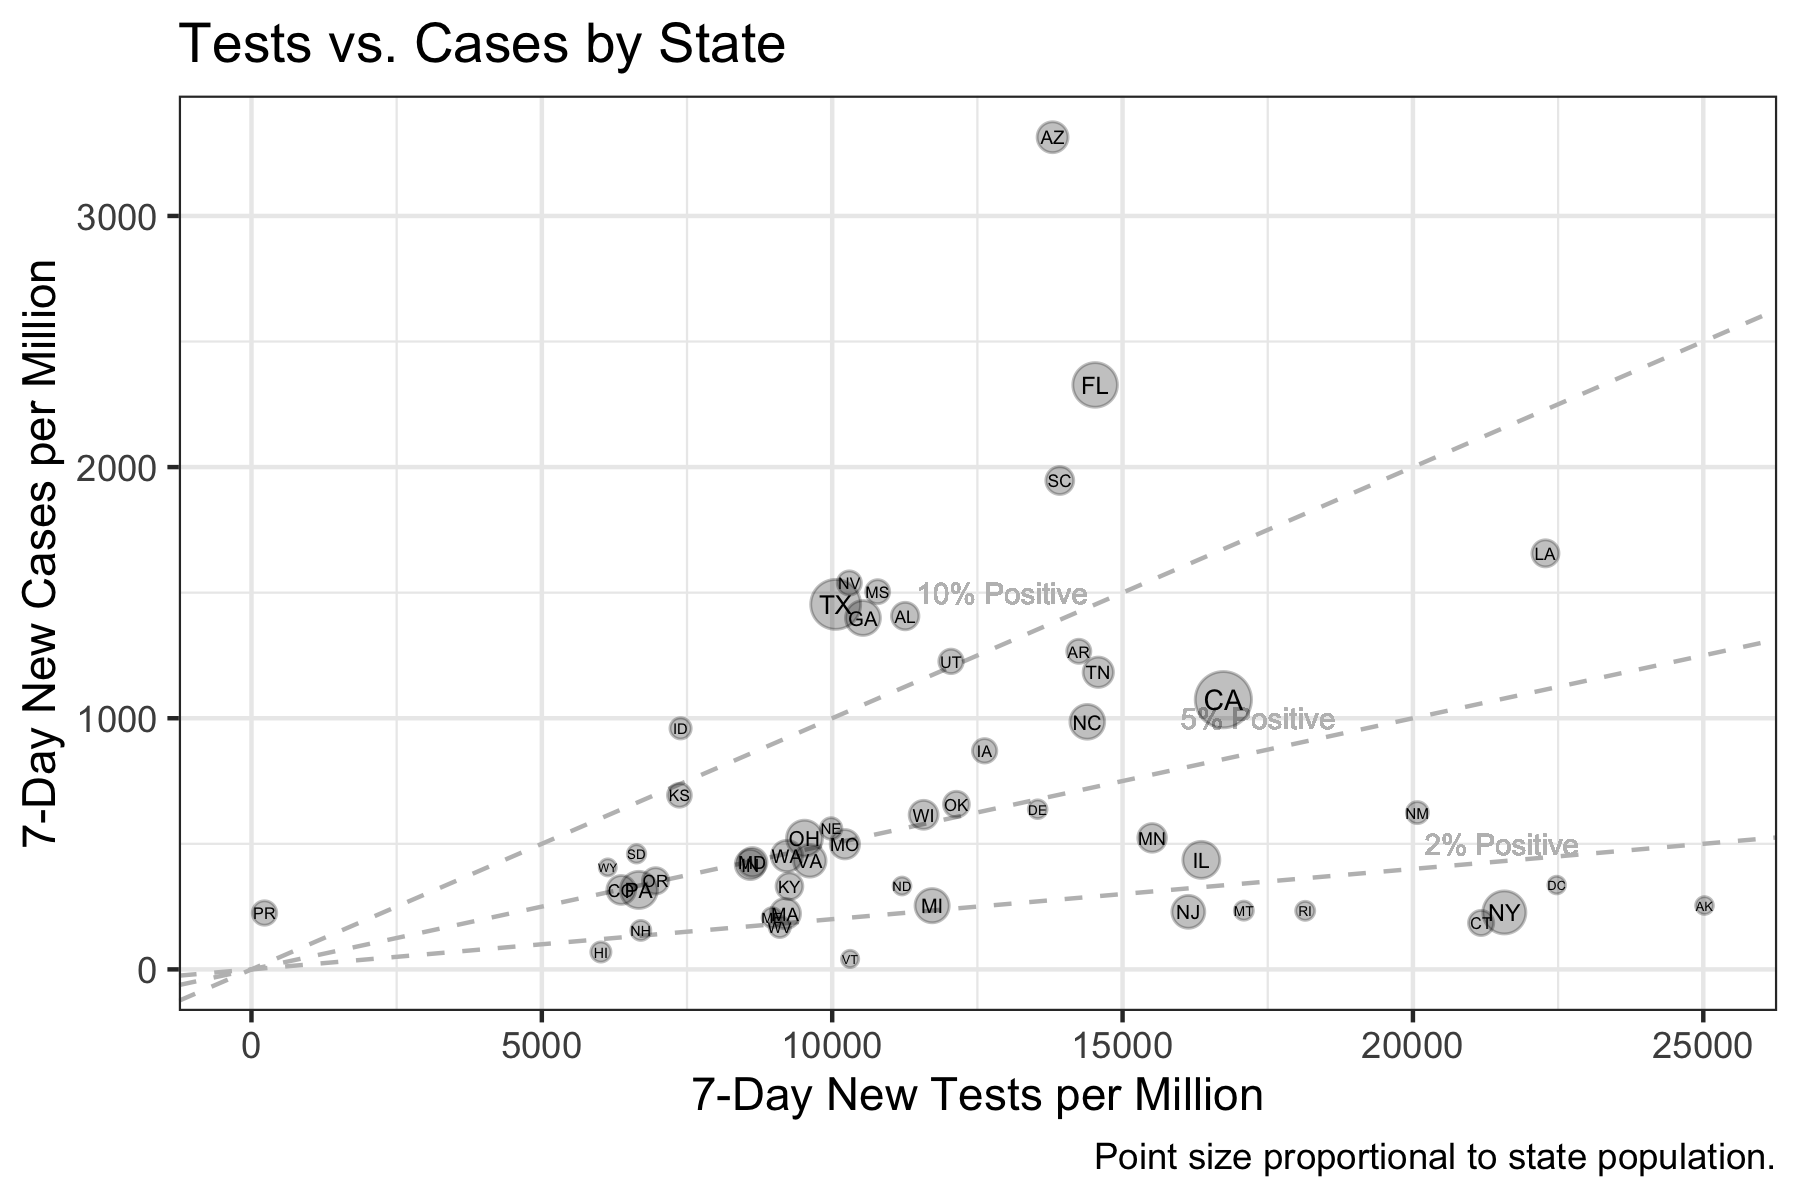 Tests vs. Cases by State
7-Day New Cases per Million
3000
2000
1000
0
AZ
FL
SC
LA
NV
MS
10% Positive
TX
GA
AL
UT
AR
TN
CA
5% Positive
NC
ID
IA
KS
OK
DE
WI
NM
NE
OH
MO
MN
2% Positive
SD
WA
VA
MD
IN
IL
WY
OR
CO
PA
KY
ND
DC
PR
MI
NJ
MT
RI
NY
CT
AK
MA
ME
WV
NH
HI
VT
0
5000
10000
15000
20000
25000
7-Day New Tests per Million
Point size proportional to state population.